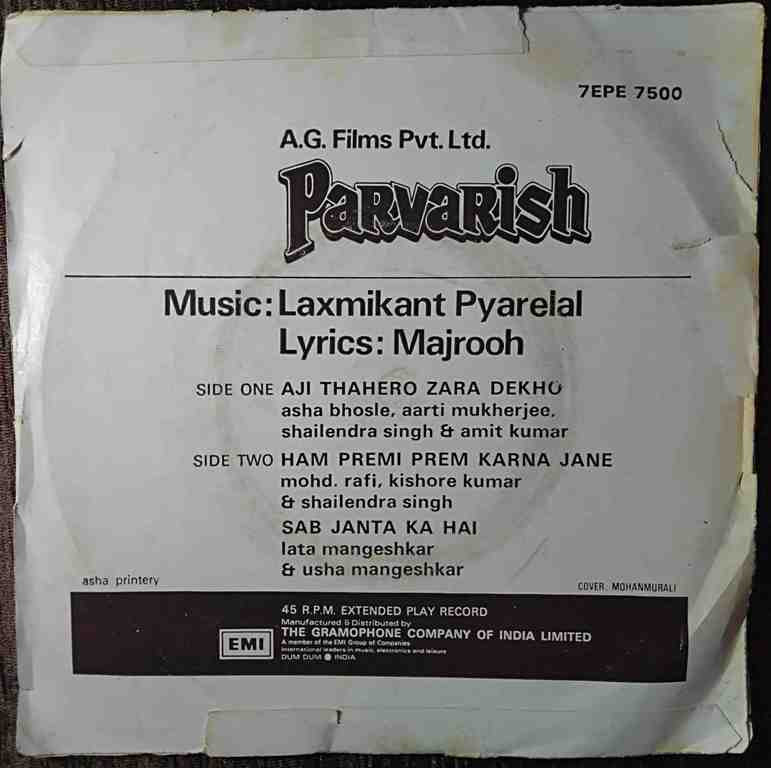 7EPE 7500
A.G. Films Pvt. Ltd.
PARVARISH
Music: Laxmikant Pyarelal
Lyrics: Majrooh
SIDE ONE AJI THAHERO ZARA DEKHO
asha bhosle, aarti mukherjee,
shailendra singh & amit kumar
SIDE TWO HAM PREMI PREM KARNA JANE
mohd. rafi, kishore kumar
& shailendra singh
SAB JANTA KA HAI
lata mangeshkar
& usha mangeshkar
asha printery
COVER: MOHANMURALI
45 R.P.M. EXTENDED PLAY RECORD
Manufactured & Distributed by
EMI THE GRAMOPHONE COMPANY OF INDIA LIMITED
A member of the EMI Group of Companies
International leaders in music, electronics and leisure
DUM DUM ● INDIA